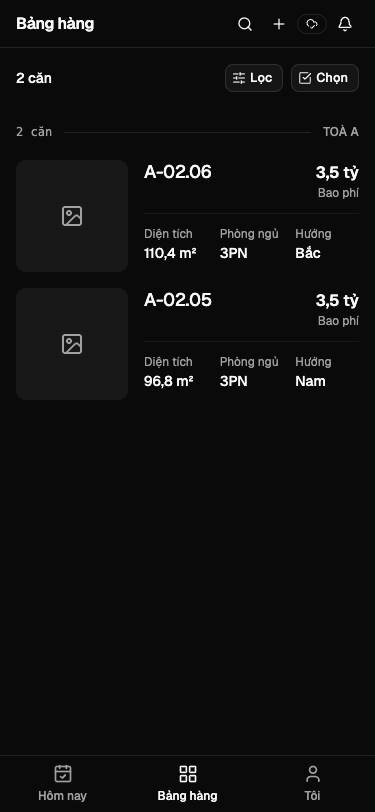 Bảng hàng
2 căn
Lọc
Chọn
2 căn
TOÀ A
A-02.06
3,5 tỷ
Bao phí
Diện tích
Phòng ngủ
Hướng
110,4 m²
3PN
Bắc
A-02.05
3,5 tỷ
Bao phí
Diện tích
Phòng ngủ
Hướng
96,8 m²
3PN
Nam
Hôm nay
Bảng hàng
Tôi